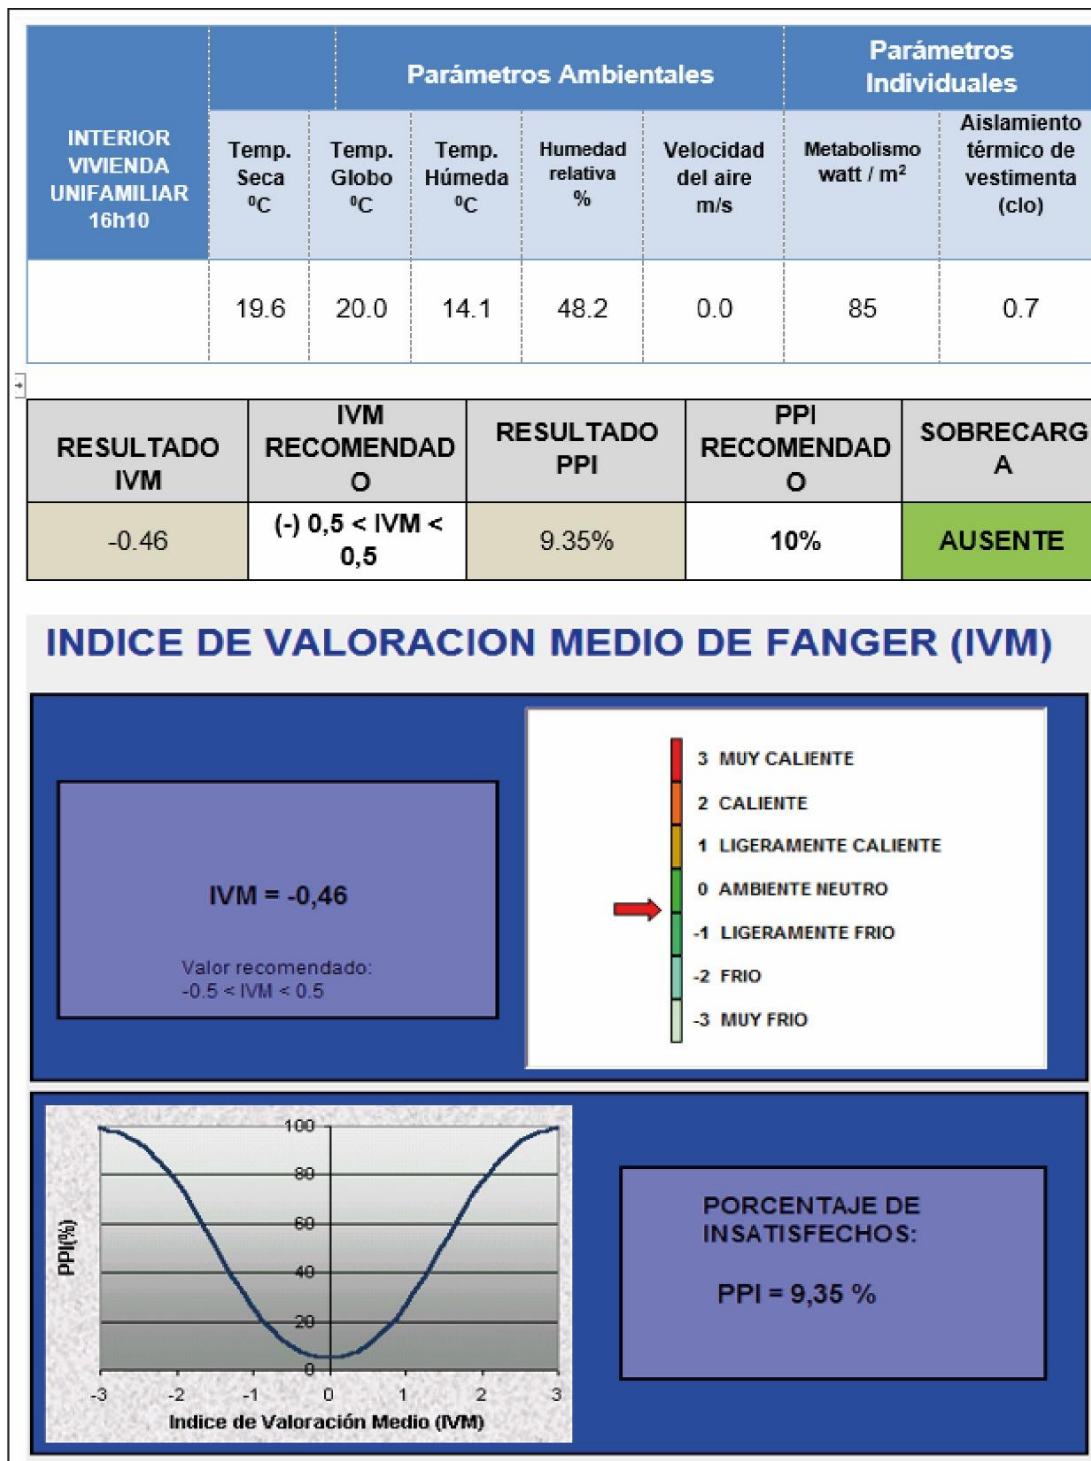 Parámetros Ambientales
Parámetros
Individuales
INTERIOR
VIVIENDA
UNIFAMILIAR
16h10
Temp.
Seca
⁰C
Temp.
Globo
⁰C
Temp.
Húmeda
⁰C
Humedad
relativa
%
Velocidad
del aire
m/s
Metabolismo
watt / m²
Aislamiento
térmico de
vestimenta
(clo)
19.6
20.0
14.1
48.2
0.0
85
0.7
RESULTADO
IVM
IVM
RECOMENDAD
O
RESULTADO
PPI
PPI
RECOMENDAD
O
SOBRECARG
A
-0.46
(-) 0,5 < IVM <
0,5
9.35%
10%
AUSENTE
INDICE DE VALORACION MEDIO DE FANGER (IVM)
IVM = -0,46
Valor recomendado:
-0.5 < IVM < 0.5
3 MUY CALIENTE
2 CALIENTE
1 LIGERAMENTE CALIENTE
0 AMBIENTE NEUTRO
-1 LIGERAMENTE FRIO
-2 FRIO
-3 MUY FRIO
PPI(%)
100
80
60
40
20
0
-3 -2 -1 0 1 2 3
Indice de Valoración Medio (IVM)
PORCENTAJE DE
INSATISFECHOS:
PPI = 9,35 %